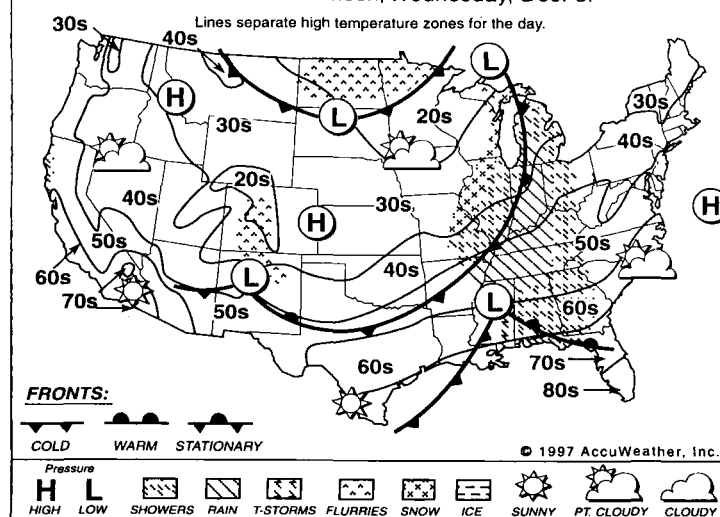 Lines separate high temperature zones for the day.
30s
40s
L
H
30s
L
20s
30s
40s
20s
40s
H
30s
H
50s
50s
40s
60s
L
L
70s
50s
60s
60s
70s
80s
FRONTS:
COLD WARM STATIONARY
© 1997 AccuWeather, Inc.
Pressure
H L
HIGH LOW SHOWERS RAIN T-STORMS FLURRIES SNOW ICE SUNNY PT. CLOUDY CLOUDY